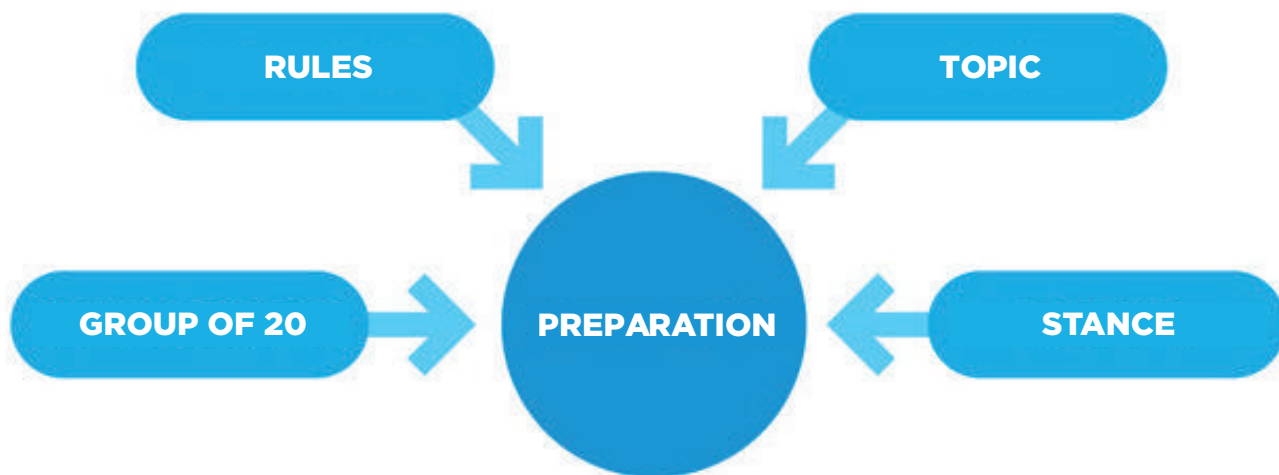 RULES
TOPIC
GROUP OF 20
PREPARATION
STANCE